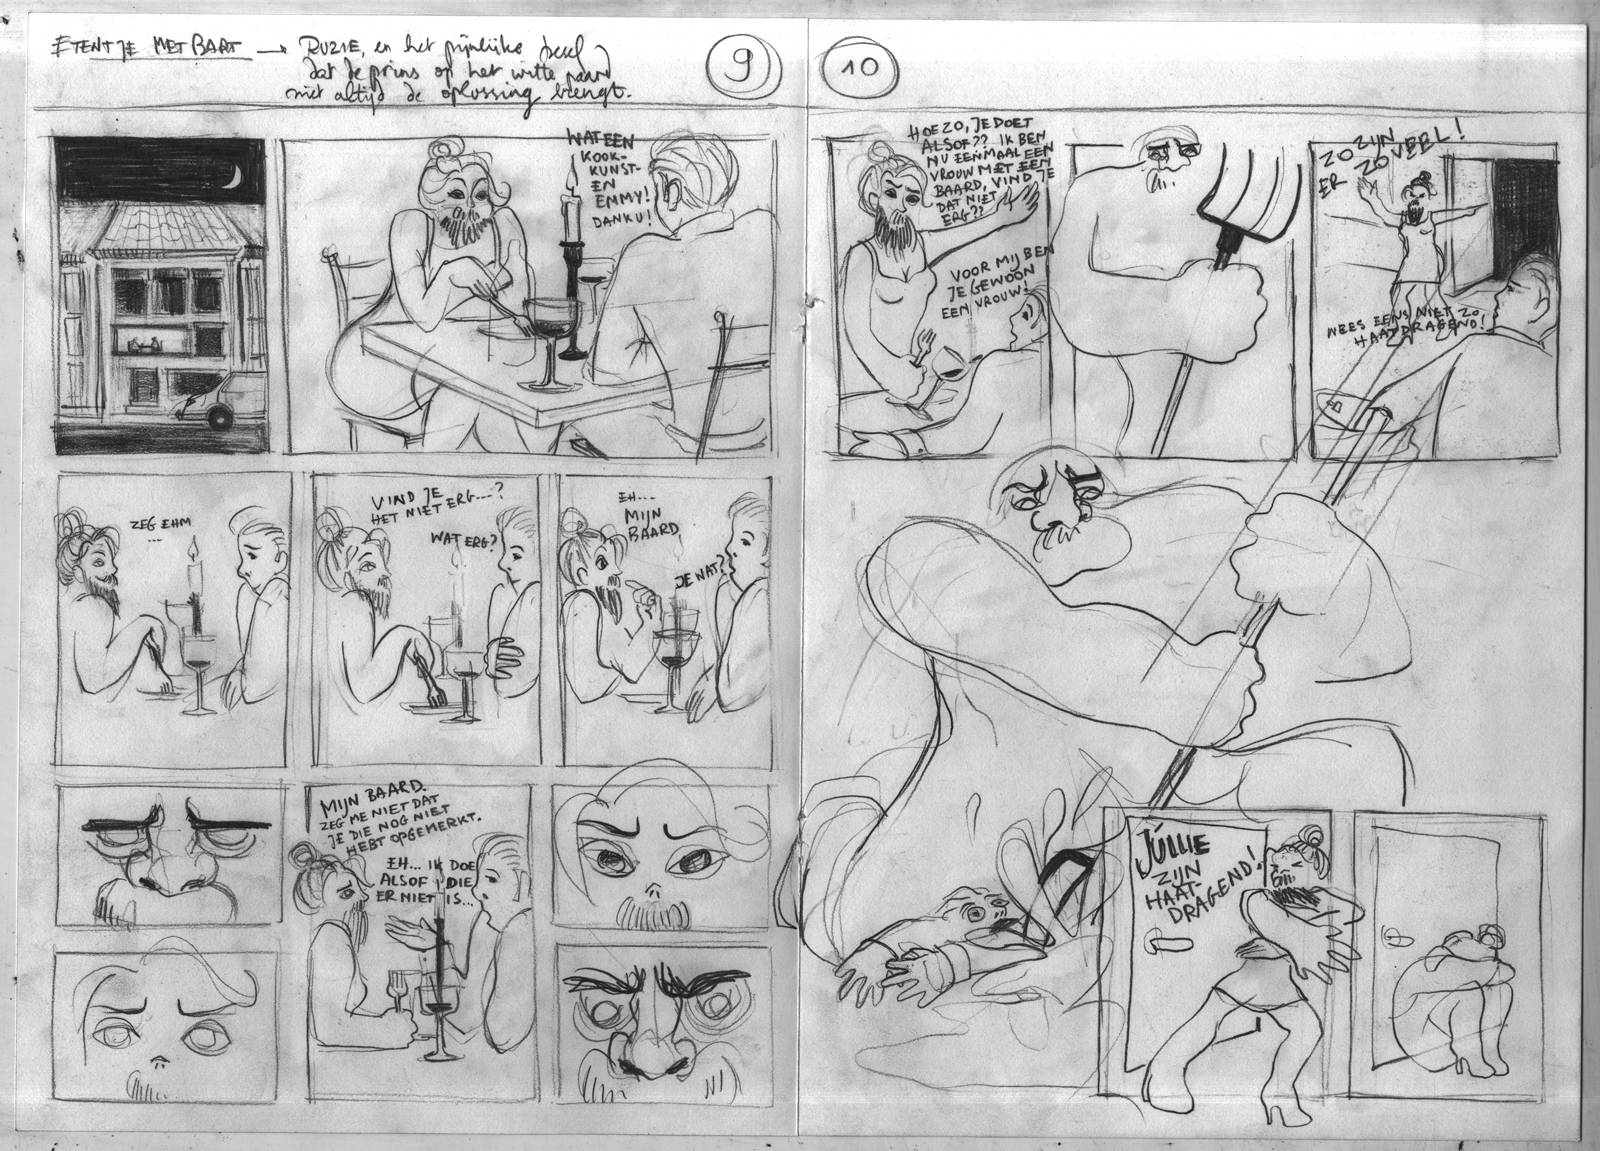 ETENTJE MET BART → RUZIE, en het pijnlijke besef
dat de prins op het witte paard
niet altijd de oplossing brengt.
9
WAT EEN
KOOK-
KUNST-
EN
EMMY!
DANKU!
ZEG EHM
...
VIND JE
HET NIET ERG....?
WAT ERG?
EH...
MIJN
BAARD
JE WAT?
MIJN BAARD.
ZEG ME NIET DAT
JE DIE NOG NIET
HEBT OPGEMERKT.
EH... IK DOE
ALSOF DIE
ER NIET IS...
10
HOEZO, JE DOET
ALSOF?? IK BEN
NU EENMAAL EEN
VROUW MET EEN
BAARD, VIND JE
DAT NIET
ERG??
VOOR MIJ BEN
JE GEWOON
EEN VROUW!
ZO ZIJN
ER ZOVEEL!
WEES EENS NIET ZO
HAATDRAGEND!
JULLIE
ZIJN
HAAT-
DRAGEND!